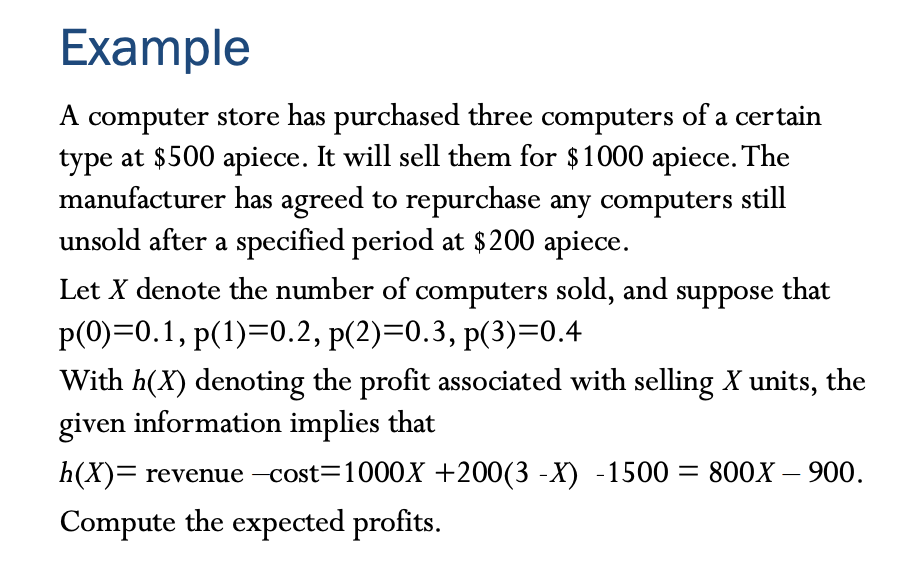 Example
A computer store has purchased three computers of a certain
type at $500 apiece. It will sell them for $1000 apiece. The
manufacturer has agreed to repurchase any computers still
unsold after a specified period at $200 apiece.
Let X denote the number of computers sold, and suppose that
p(0)=0.1, p(1)=0.2, p(2)=0.3, p(3)=0.4
With h(X) denoting the profit associated with selling X units, the
given information implies that
h(X)= revenue –cost=1000X +200(3 -X) -1500 = 800X – 900.
Compute the expected profits.